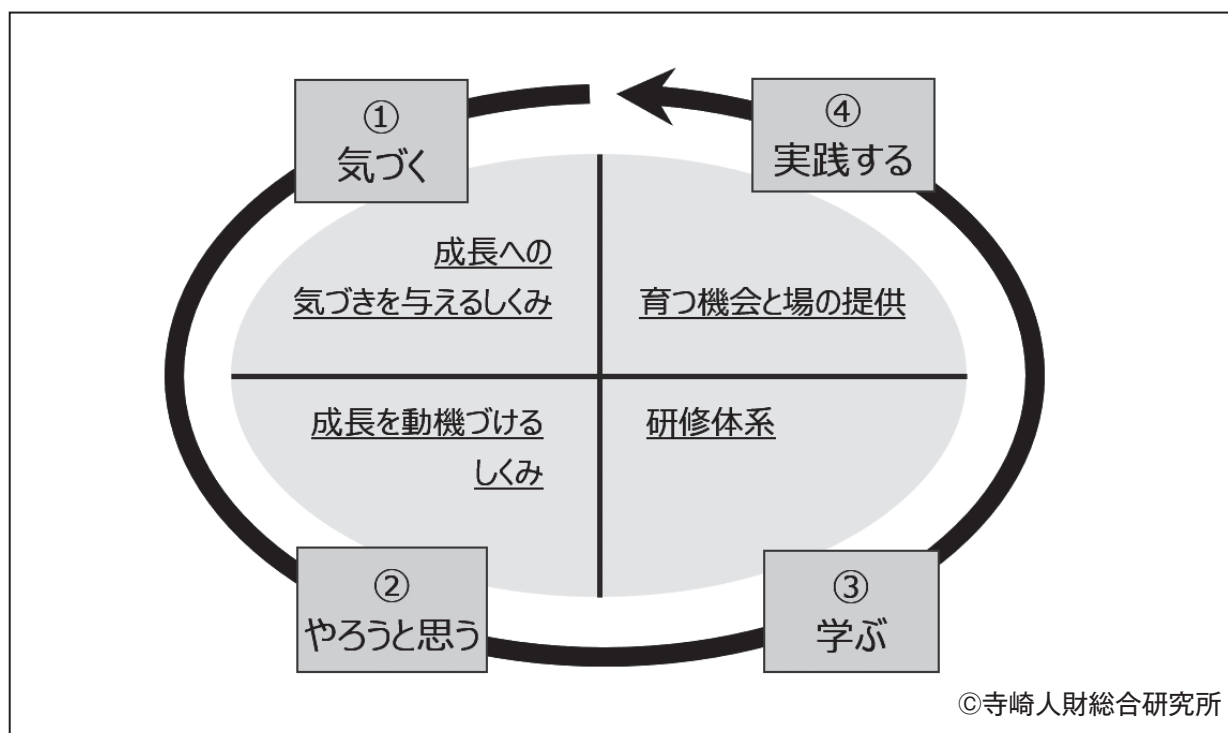 ①
気づく
④
実践する
成長への
気づきを与えるしくみ
育つ機会と場の提供
成長を動機づける
しくみ
研修体系
②
やろうと思う
③
学ぶ
©寺崎人財総合研究所